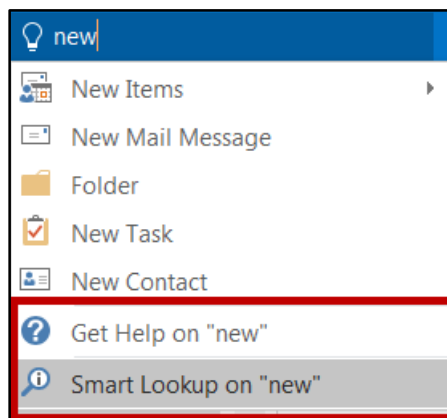 new
New Items
New Mail Message
Folder
New Task
New Contact
Get Help on "new"
Smart Lookup on "new"